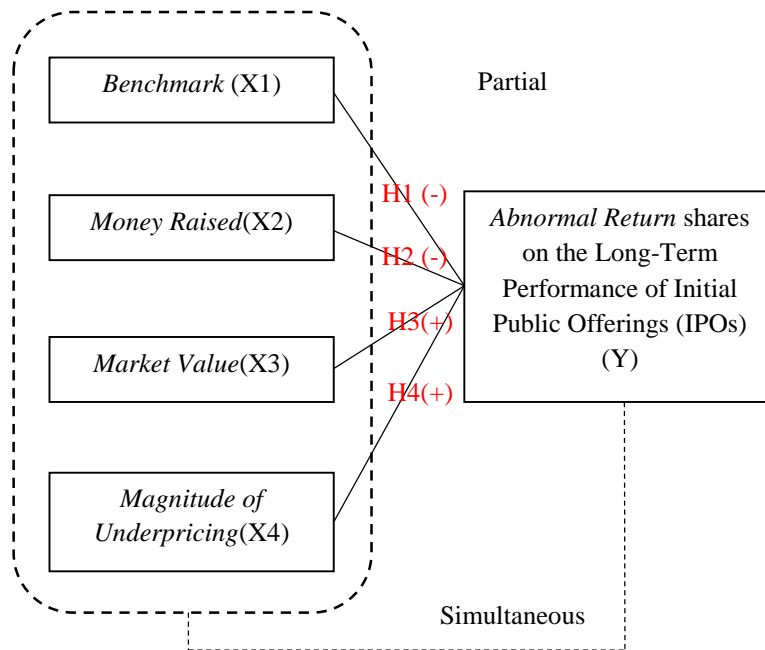 Benchmark (X1)
Partial
H1 (-)
Money Raised(X2)
H2 (-)
Abnormal Return shares
on the Long-Term
Performance of Initial
Public Offerings (IPOs)
(Y)
H3(+)
Market Value(X3)
H4(+)
Magnitude of
Underpricing(X4)
Simultaneous